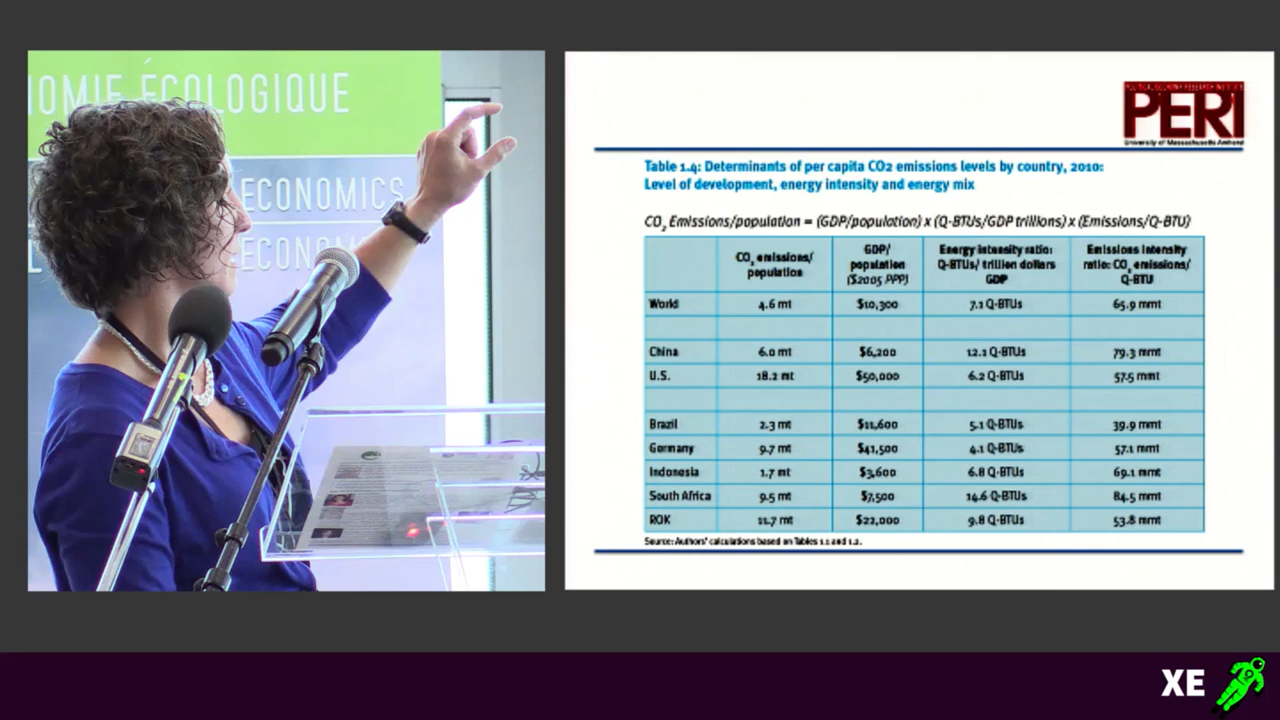 NOMIE ÉCOLOGIQUE
ECONOMICS
L
ECONOM
POLITICAL ECONOMY RESEARCH INSTITUTE
PERI
University of Massachusetts Amherst
Table 1.4: Determinants of per capita CO2 emissions levels by country, 2010:
Level of development, energy intensity and energy mix
CO₂ Emissions/population = (GDP/population) x (Q-BTUs/GDP trillions) x (Emissions/Q-BTU)
CO₂ emissions/ population GDP/ population ($2005 PPP) Energy intensity ratio: Q-BTUs/ trillion dollars GDP Emissions intensity ratio: CO₂ emissions/ Q-BTU
World 4.6 mt $10,300 7.1 Q-BTUs 65.9 mmt
China 6.0 mt $6,200 12.1 Q-BTUs 79.3 mmt
U.S. 18.2 mt $50,000 6.2 Q-BTUs 57.5 mmt
Brazil 2.3 mt $11,600 5.1 Q-BTUs 39.9 mmt
Germany 9.7 mt $41,500 4.1 Q-BTUs 57.1 mmt
Indonesia 1.7 mt $3,600 6.8 Q-BTUs 69.1 mmt
South Africa 9.5 mt $7,500 14.6 Q-BTUs 84.5 mmt
ROK 11.7 mt $22,000 9.8 Q-BTUs 53.8 mmt
Source: Authors' calculations based on Tables 1.1 and 1.2.
XE